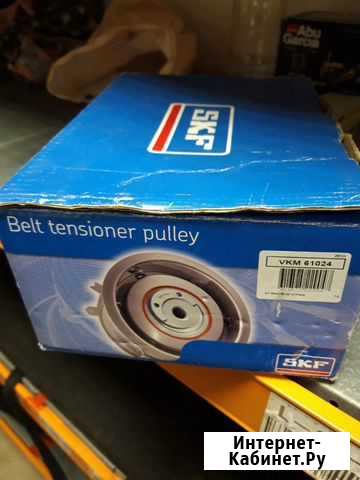 Abu
Garcia
SKF
Belt tensioner pulley
VKM 61024
SKF
Интернет-
Кабинет.Ру